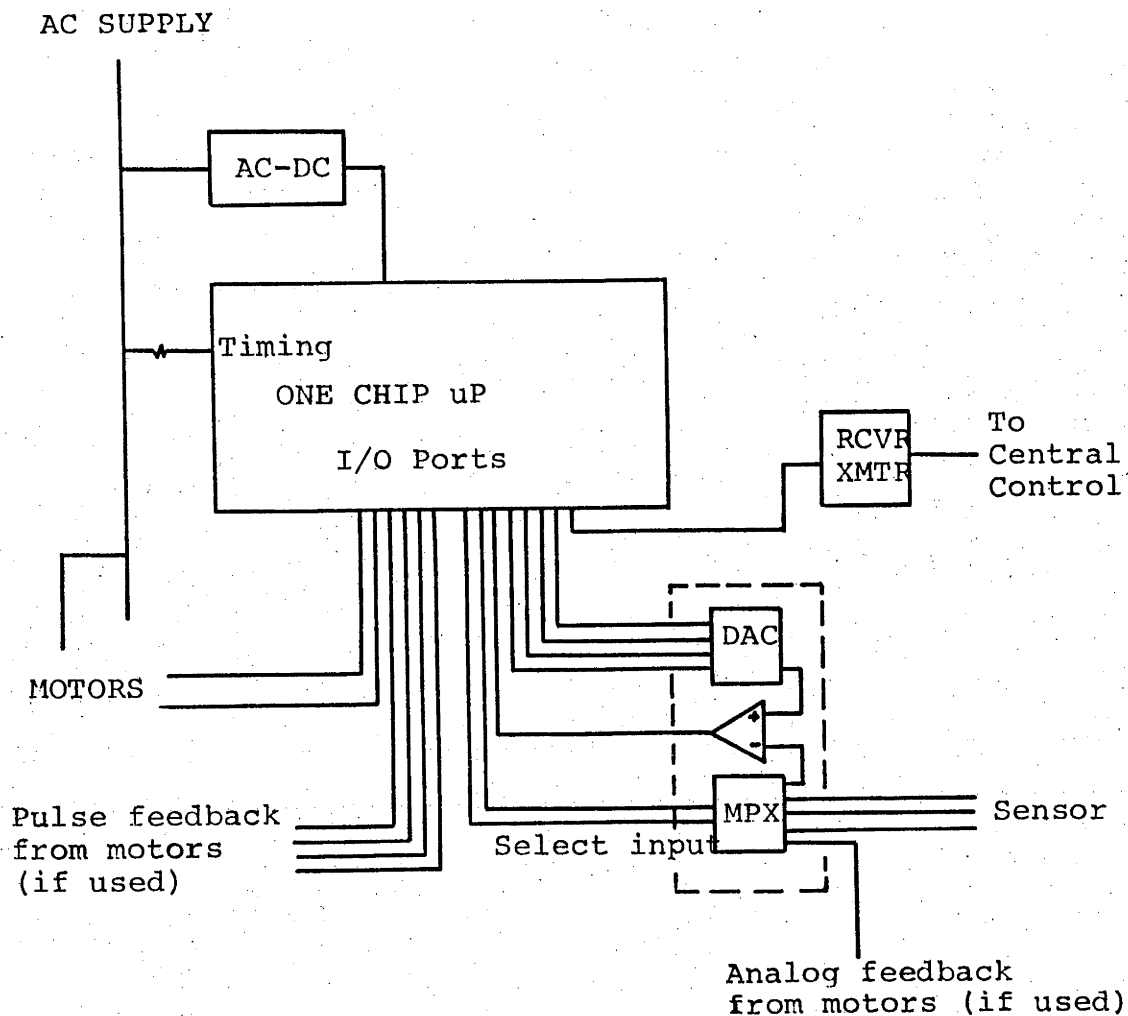 AC SUPPLY
AC-DC
Timing
ONE CHIP uP
I/O Ports
RCVR
XMTR
To
Central
Control
MOTORS
DAC
+
-
MPX
Sensor
Pulse feedback
from motors
(if used)
Select input
Analog feedback
from motors (if used)